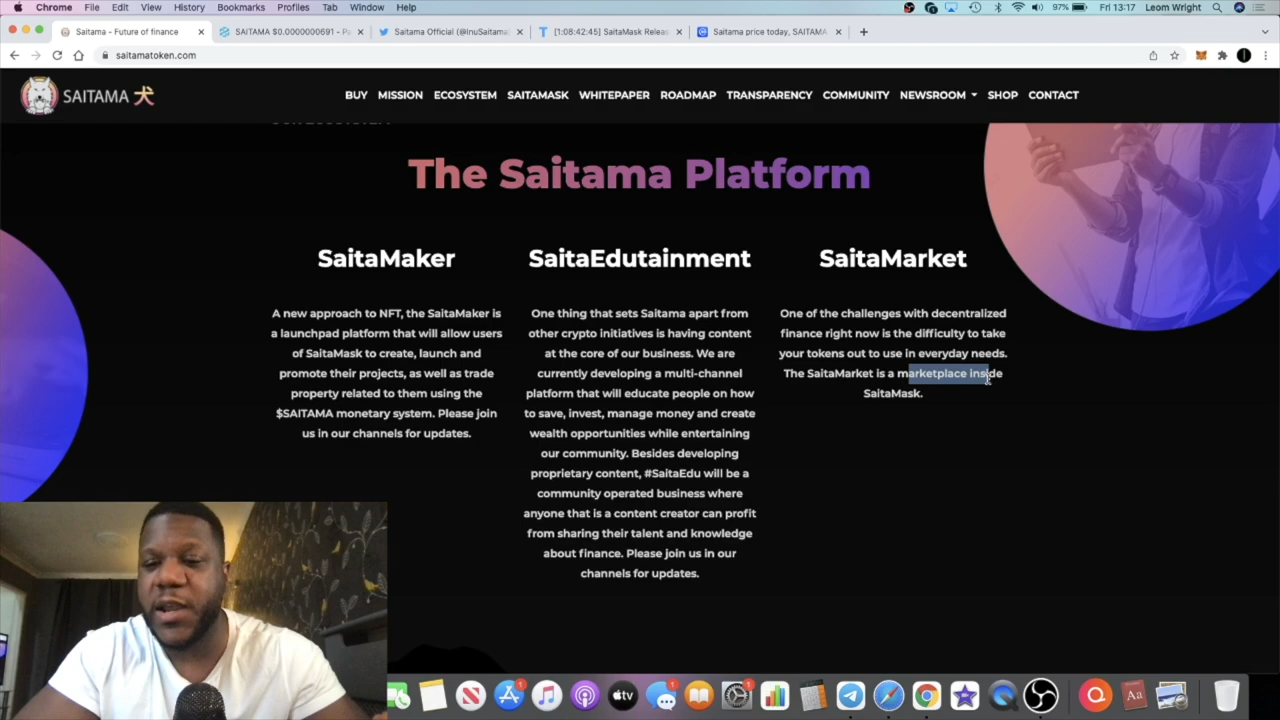 Chrome File Edit View History Bookmarks Profiles Tab Window Help
97% Fri 13:17 Leom Wright
Saitama - Future of finance
SAITAMA $0.0000000691 - Pa
Saitama Official (@InuSaitama
[1:08:42:45] SaitaMask Releas
Saitama price today, SAITAMA
saitamatoken.com
SAITAMA 犬
BUY MISSION ECOSYSTEM SAITAMASK WHITEPAPER ROADMAP TRANSPARENCY COMMUNITY NEWSROOM SHOP CONTACT
The Saitama Platform
SaitaMaker
A new approach to NFT, the SaitaMaker is
a launchpad platform that will allow users
of SaitaMask to create, launch and
promote their projects, as well as trade
property related to them using the
$SAITAMA monetary system. Please join
us in our channels for updates.
SaitaEdutainment
One thing that sets Saitama apart from
other crypto initiatives is having content
at the core of our business. We are
currently developing a multi-channel
platform that will educate people on how
to save, invest, manage money and create
wealth opportunities while entertaining
our community. Besides developing
proprietary content, #SaitaEdu will be a
community operated business where
anyone that is a content creator can profit
from sharing their talent and knowledge
about finance. Please join us in our
channels for updates.
SaitaMarket
One of the challenges with decentralized
finance right now is the difficulty to take
your tokens out to use in everyday needs.
The SaitaMarket is a marketplace inside
SaitaMask.
1
tv
1
1
Aa